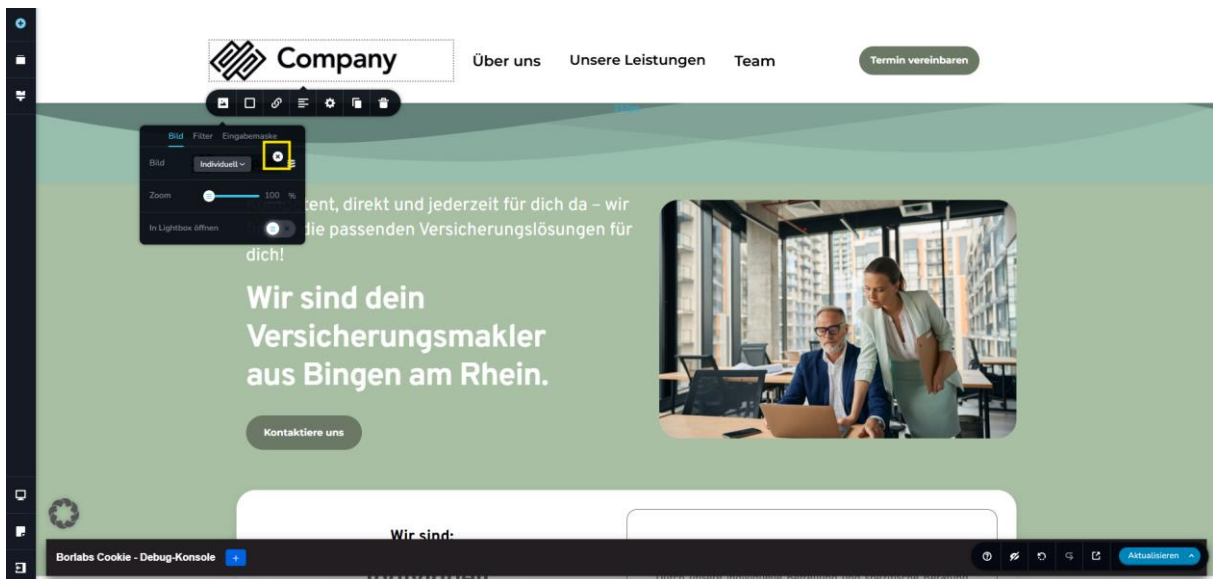 Company
Über uns
Unsere Leistungen
Team
Termin vereinbaren
Bild Filter Eingabemaske
Bild
Individuell
Zoom
100 %
In Lightbox öffnen
direkt und jederzeit für dich da – wir
die passenden Versicherungslösungen für
dich!
Wir sind dein
Versicherungsmakler
aus Bingen am Rhein.
Kontaktiere uns
Wir sind:
Borlabs Cookie - Debug-Konsole
+
Aktualisieren